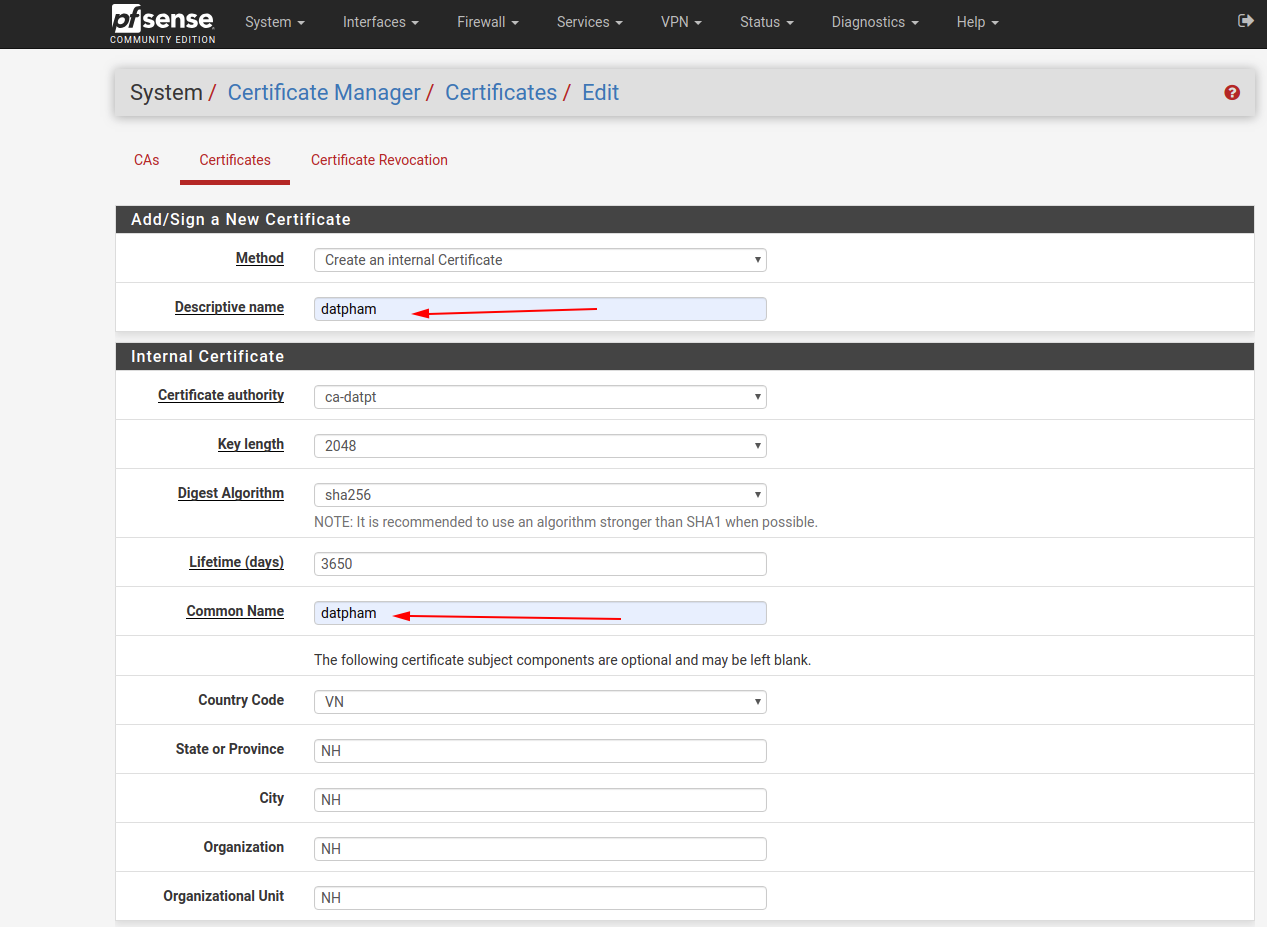 pfsense
COMMUNITY EDITION
System Interfaces Firewall Services VPN Status Diagnostics Help
System / Certificate Manager / Certificates / Edit
CAs Certificates Certificate Revocation
Add/Sign a New Certificate
Method Create an internal Certificate
Descriptive name datpham
Internal Certificate
Certificate authority ca-datpt
Key length 2048
Digest Algorithm sha256
NOTE: It is recommended to use an algorithm stronger than SHA1 when possible.
Lifetime (days) 3650
Common Name datpham
The following certificate subject components are optional and may be left blank.
Country Code VN
State or Province NH
City NH
Organization NH
Organizational Unit NH